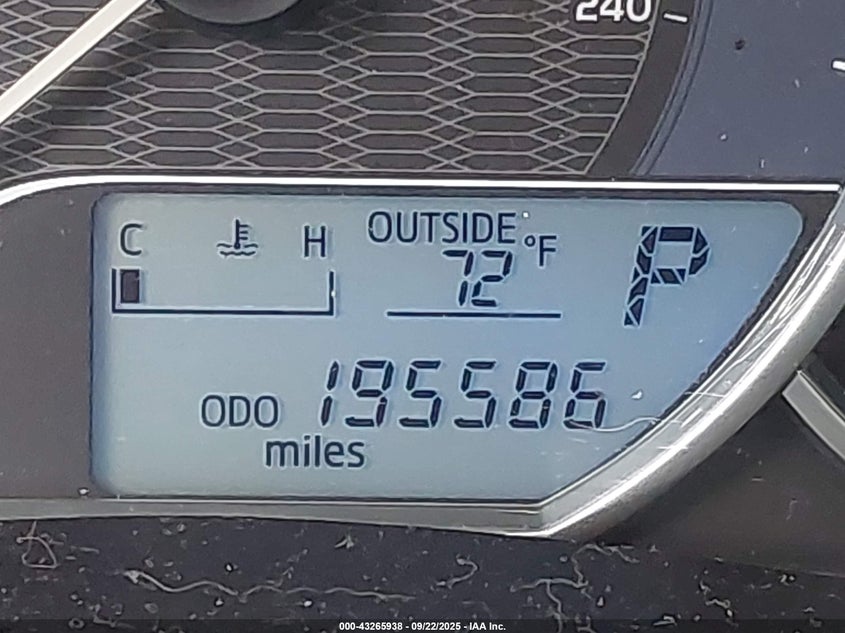 240
C H
OUTSIDE
72 °F
P
ODO 195586
miles
000-43265938 - 09/22/2025 - IAA Inc.